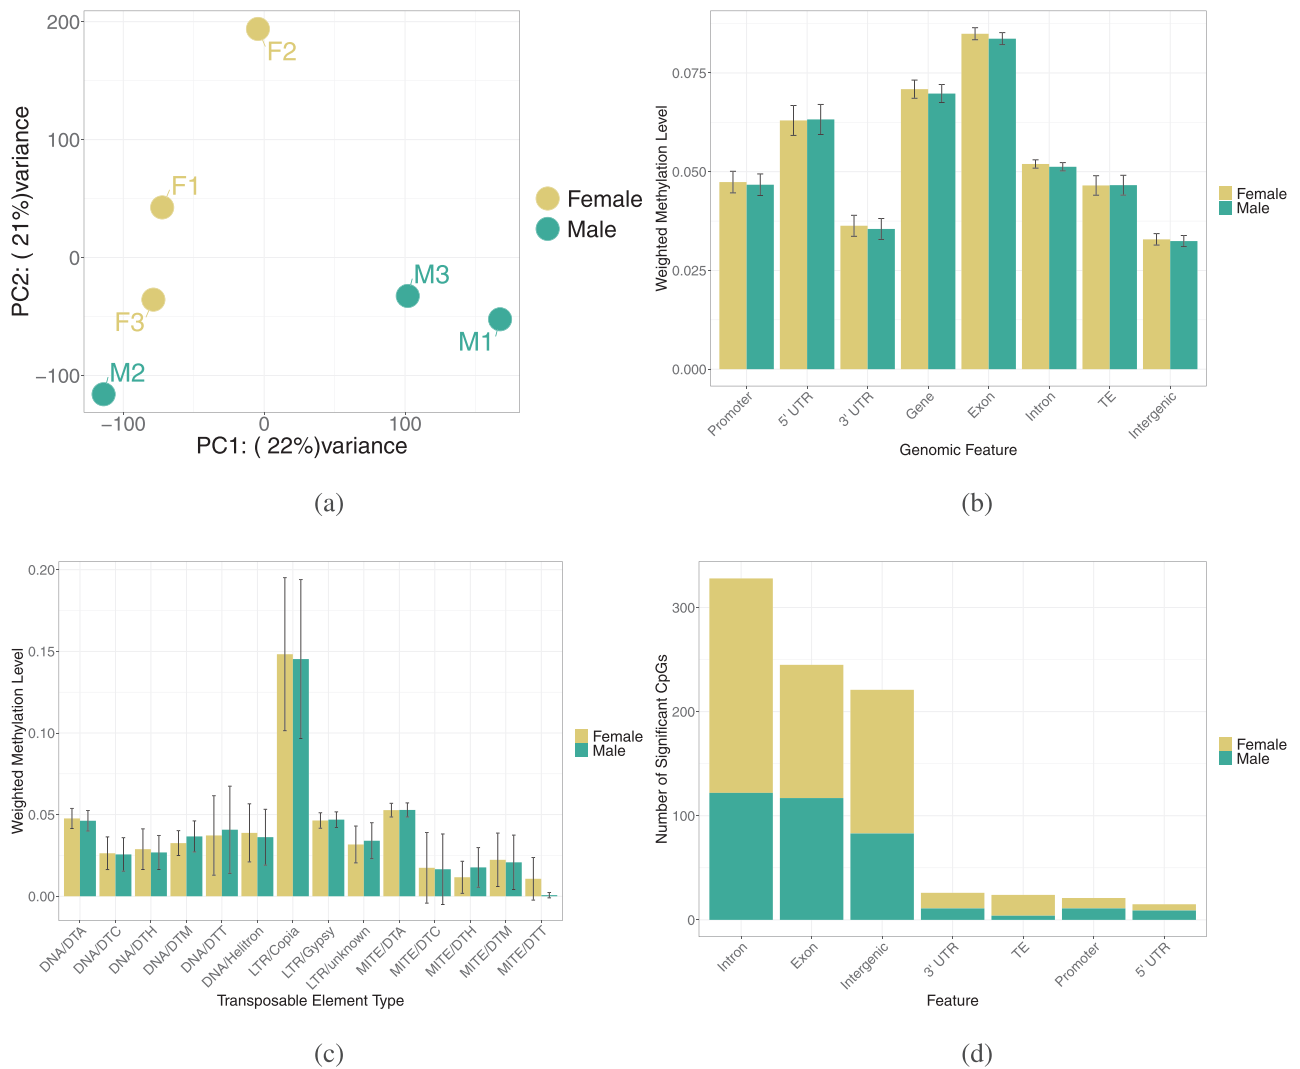 200
100
0
−100
PC2: ( 21%)variance
F2
F1
F3
M3
M1
M2
−100
0
100
PC1: ( 22%)variance
Female
Male
(a)
0.075
0.050
0.025
0.000
Weighted Methylation Level
Promoter
5' UTR
3' UTR
Gene
Exon
Intron
TE
Intergenic
Genomic Feature
Female
Male
(b)
0.20
0.15
0.10
0.05
0.00
Weighted Methylation Level
DNA/DTA
DNA/DTC
DNA/DTH
DNA/DTM
DNA/DTT
DNA/Helitron
LTR/Copia
LTR/Gypsy
LTR/unknown
MITE/DTA
MITE/DTC
MITE/DTH
MITE/DTM
MITE/DTT
Transposable Element Type
Female
Male
(c)
300
200
100
0
Number of Significant CpGs
Intron
Exon
Intergenic
3' UTR
TE
Promoter
5' UTR
Feature
Female
Male
(d)